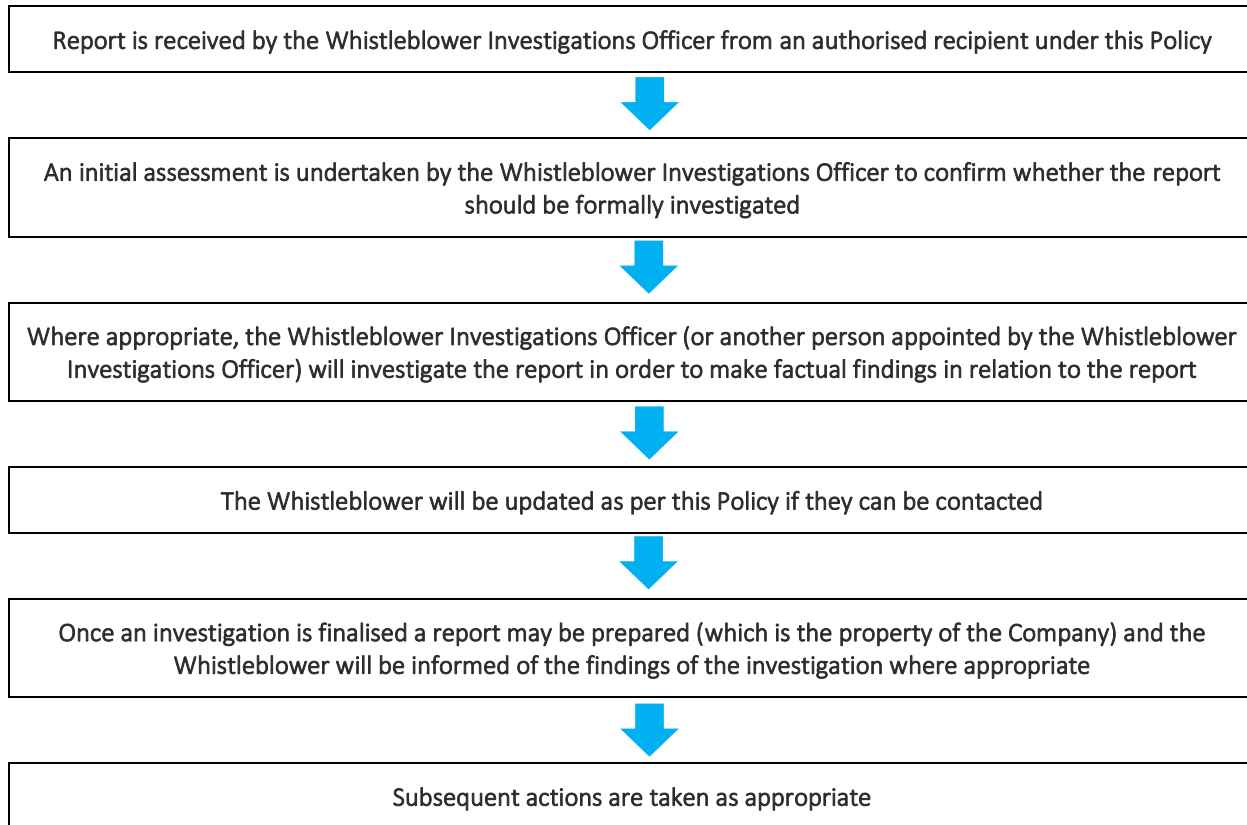 Report is received by the Whistleblower Investigations Officer from an authorised recipient under this Policy
An initial assessment is undertaken by the Whistleblower Investigations Officer to confirm whether the report
should be formally investigated
Where appropriate, the Whistleblower Investigations Officer (or another person appointed by the Whistleblower
Investigations Officer) will investigate the report in order to make factual findings in relation to the report
The Whistleblower will be updated as per this Policy if they can be contacted
Once an investigation is finalised a report may be prepared (which is the property of the Company) and the
Whistleblower will be informed of the findings of the investigation where appropriate
Subsequent actions are taken as appropriate